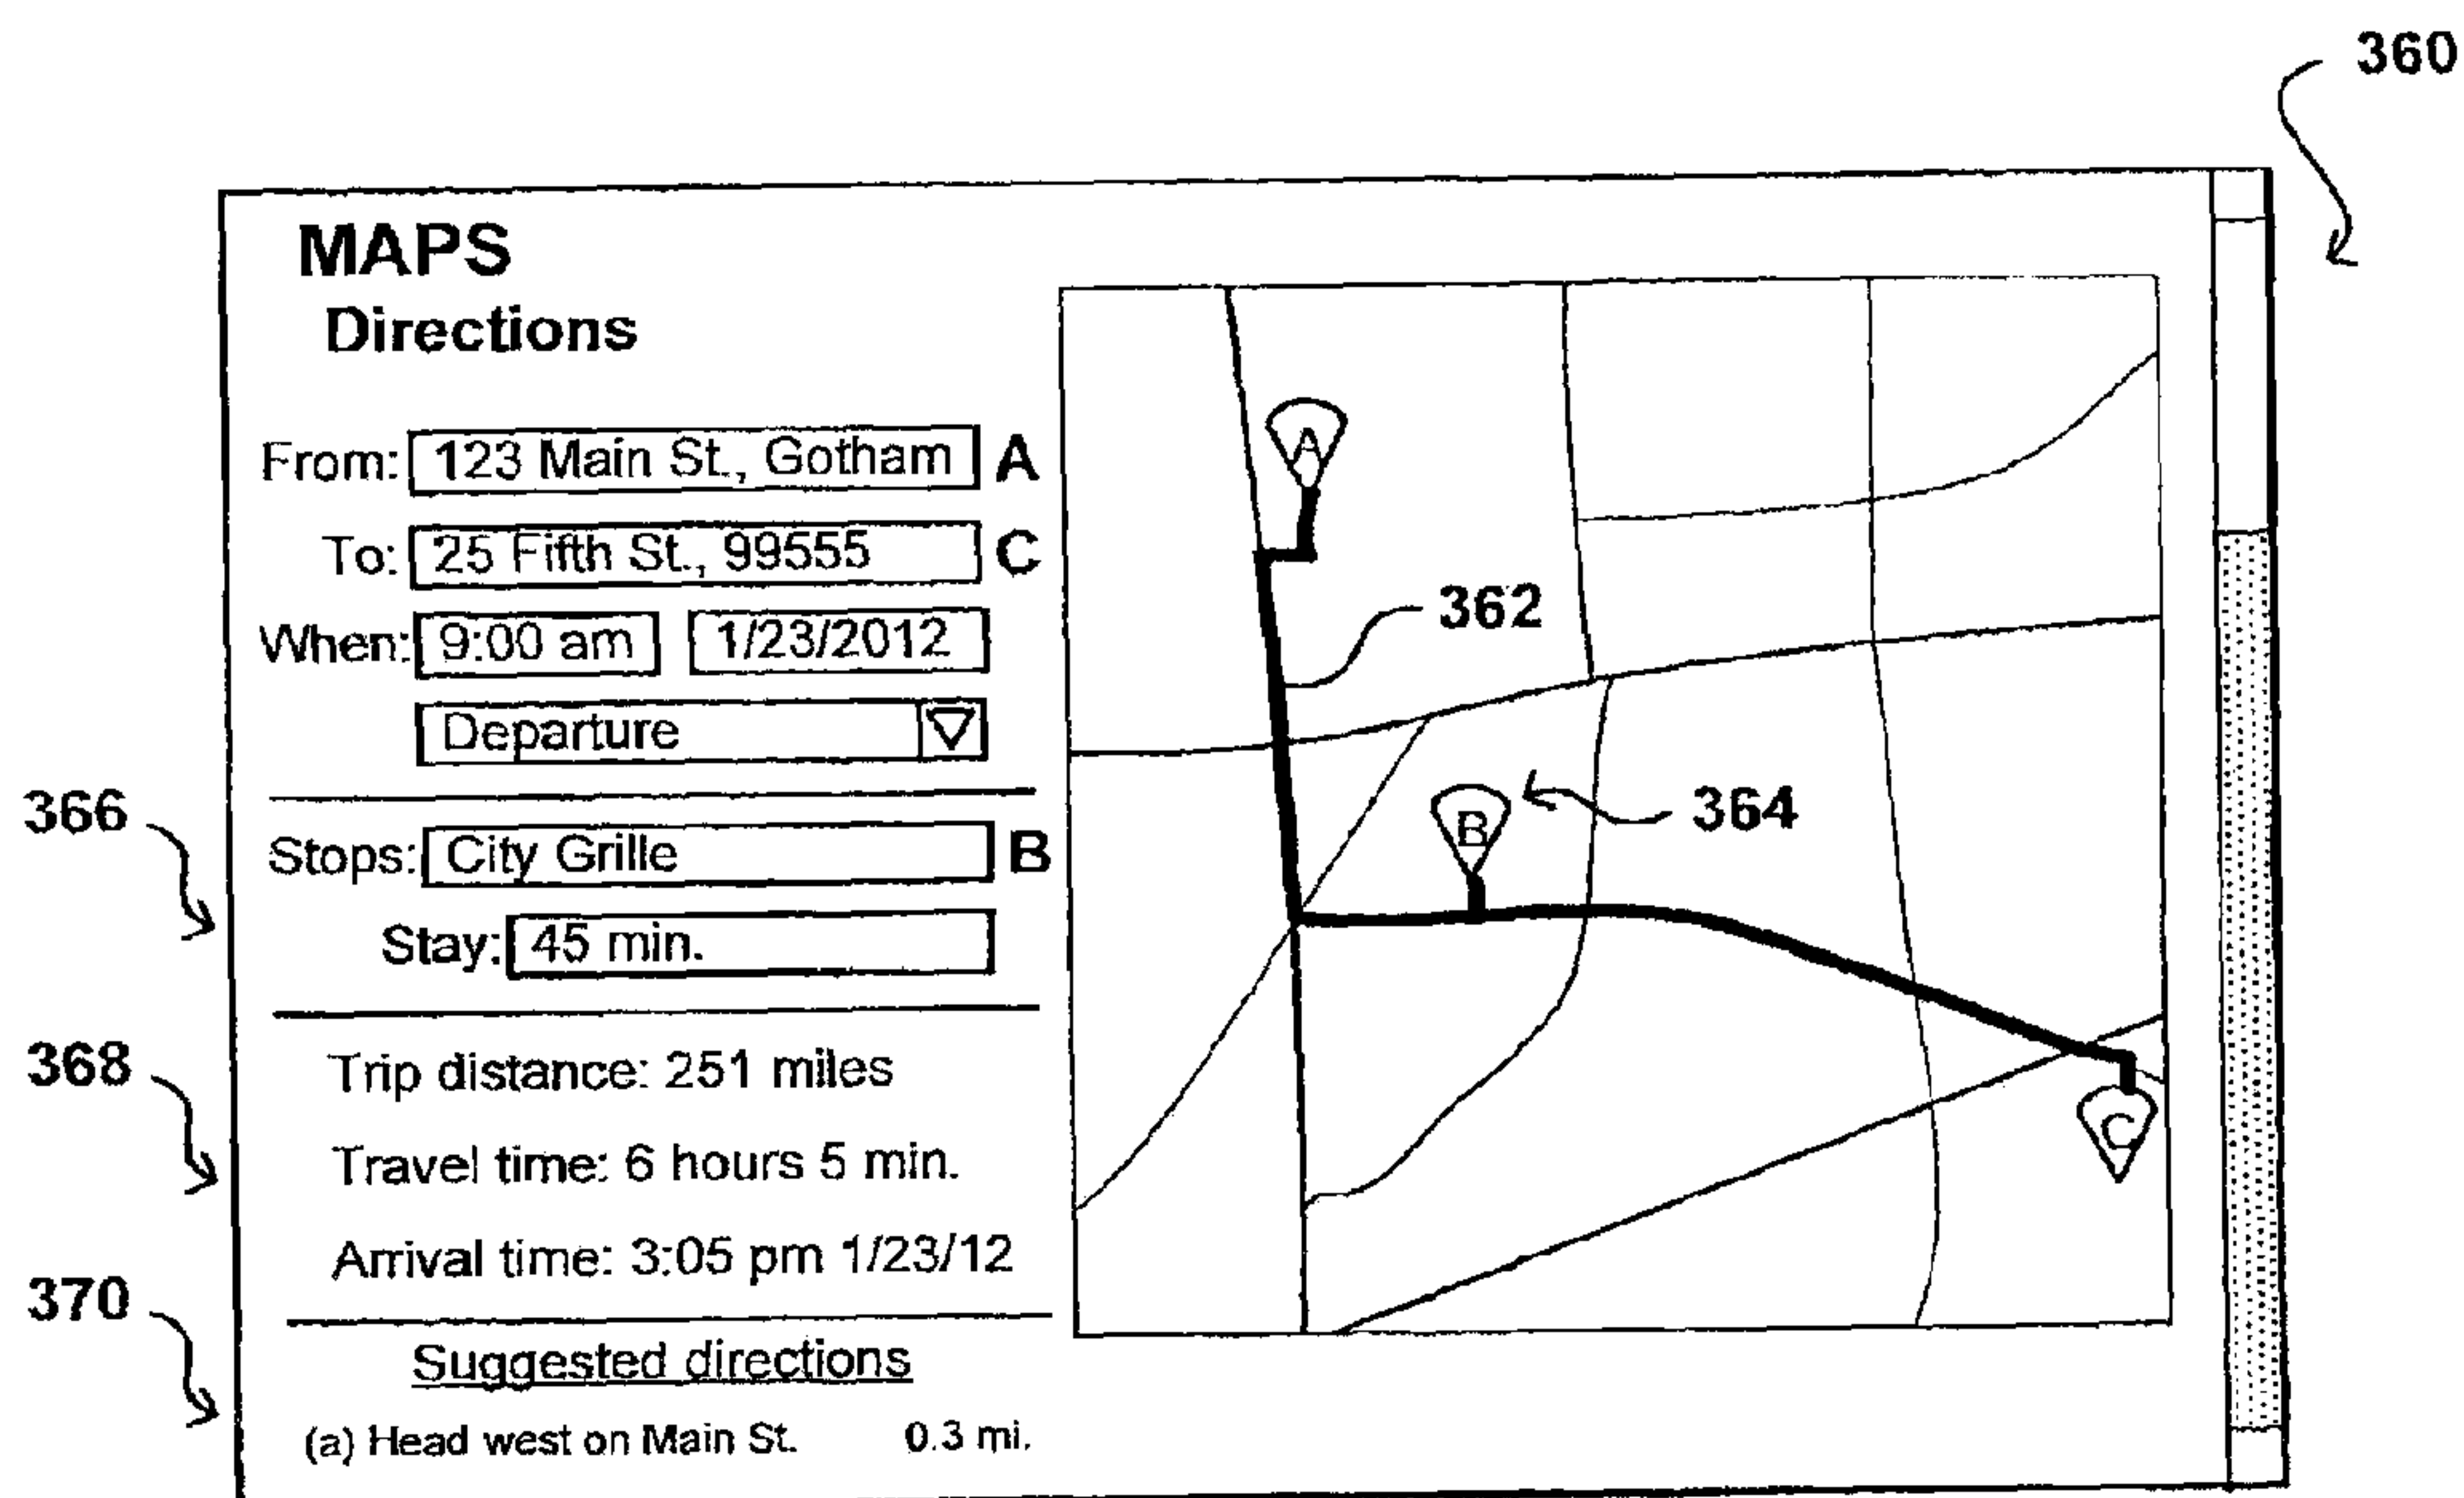 360
MAPS
Directions
From: 123 Main St., Gotham A
To: 25 Fifth St., 99555 C
When: 9:00 am 1/23/2012
Departure
366
Stops: City Grille B
Stay: 45 min.
368
Trip distance: 251 miles
Travel time: 6 hours 5 min.
Arrival time: 3:05 pm 1/23/12
370
Suggested directions
(a) Head west on Main St. 0.3 mi.
A
362
B
364
C